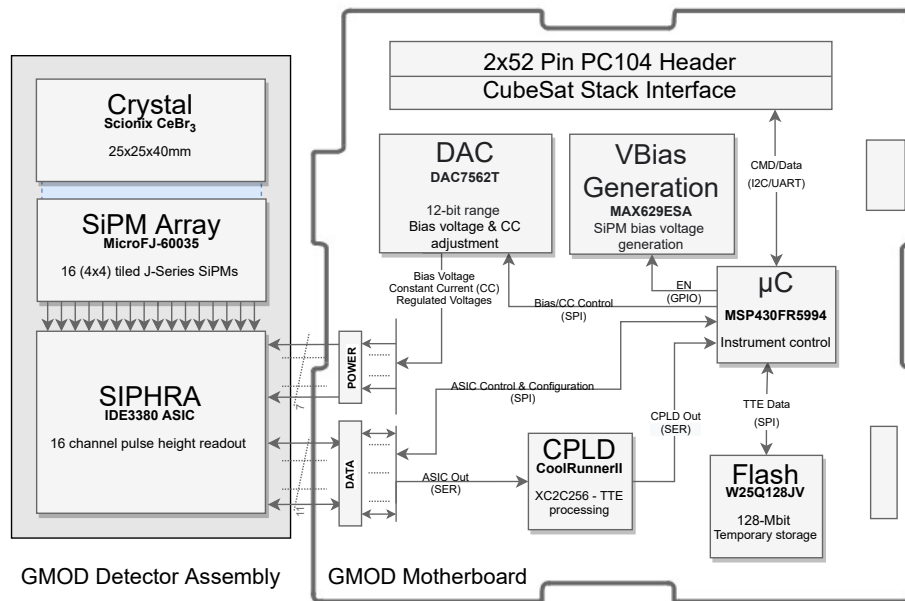 2x52 Pin PC104 Header
CubeSat Stack Interface
Crystal
Scionix CeBr₃
25x25x40mm
SiPM Array
MicroFJ-60035
16 (4x4) tiled J-Series SiPMs
SIPHRA
IDE3380 ASIC
16 channel pulse height readout
GMOD Detector Assembly
DAC
DAC7562T
12-bit range
Bias voltage & CC
adjustment
VBias
Generation
MAX629ESA
SiPM bias voltage
generation
CMD/Data
(I2C/UART)
Bias Voltage
Constant Current (CC)
Regulated Voltages
Bias/CC Control
(SPI)
EN
(GPIO)
µC
MSP430FR5994
Instrument control
POWER
7
ASIC Control & Configuration
(SPI)
CPLD Out
(SER)
TTE Data
(SPI)
DATA
11
ASIC Out
(SER)
CPLD
CoolRunnerII
XC2C256 - TTE
processing
Flash
W25Q128JV
128-Mbit
Temporary storage
GMOD Motherboard